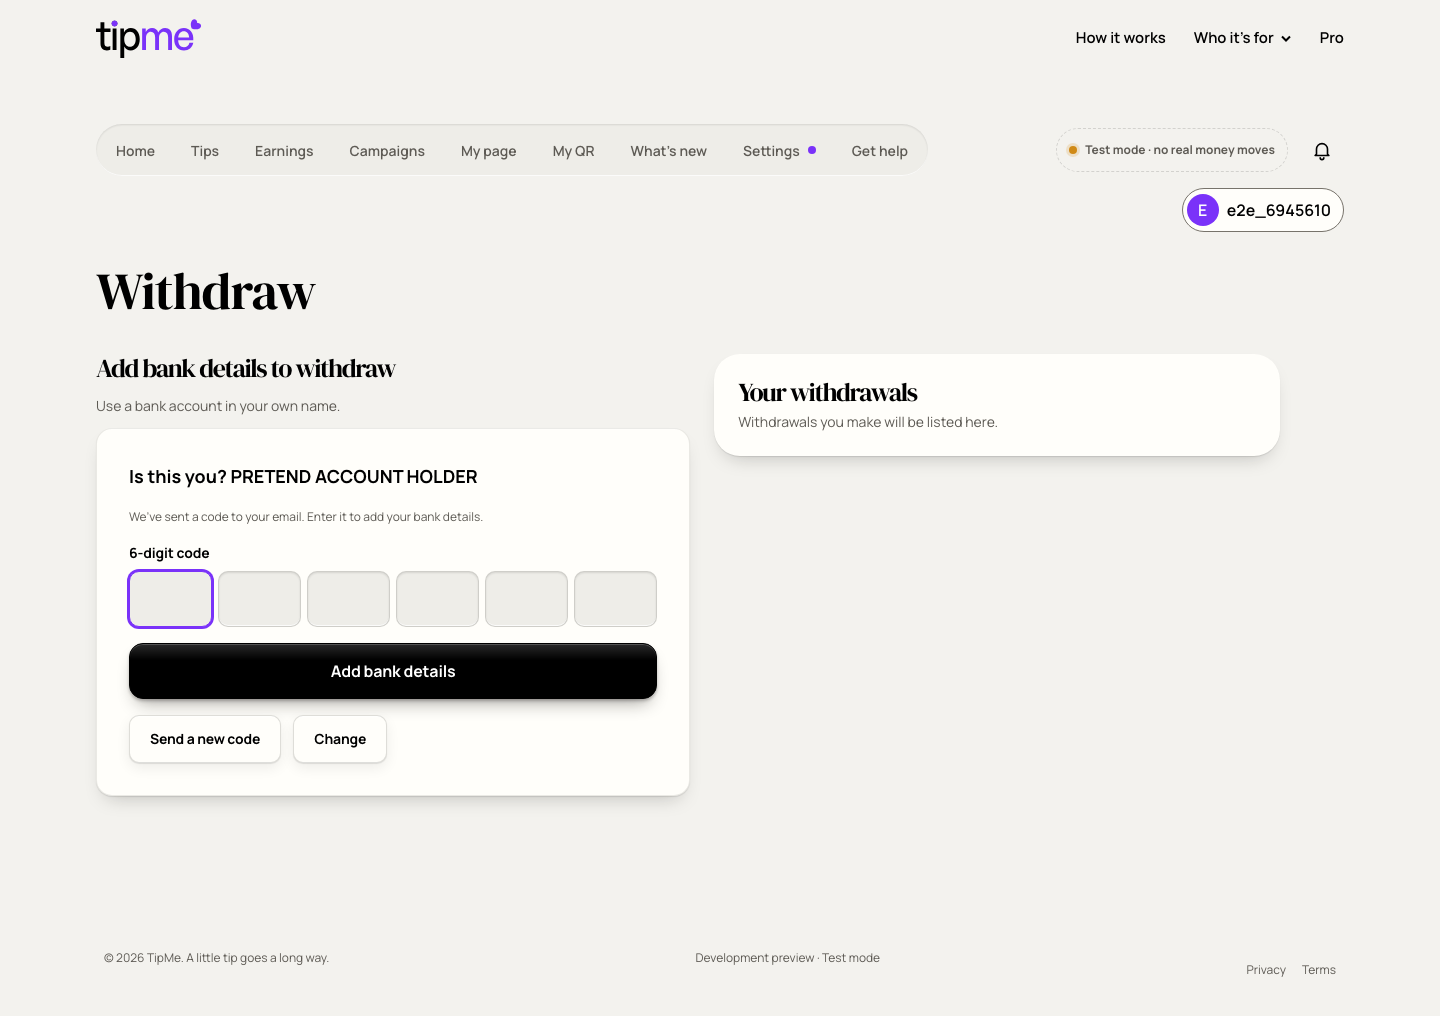 tipme
How it works
Who it's for
Pro
Home
Tips
Earnings
Campaigns
My page
My QR
What's new
Settings
Get help
Test mode · no real money moves
E
e2e_6945610
Withdraw
Add bank details to withdraw
Use a bank account in your own name.
Is this you? PRETEND ACCOUNT HOLDER
We've sent a code to your email. Enter it to add your bank details.
6-digit code
Add bank details
Send a new code
Change
Your withdrawals
Withdrawals you make will be listed here.
© 2026 TipMe. A little tip goes a long way.
Development preview · Test mode
Privacy
Terms